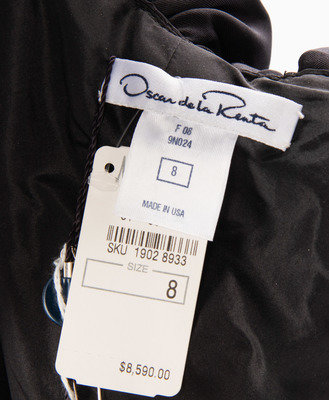 Oscar de la Renta
F 06
9N024
8
MADE IN USA
SKU 1902 8933
SIZE
8
$8,590.00